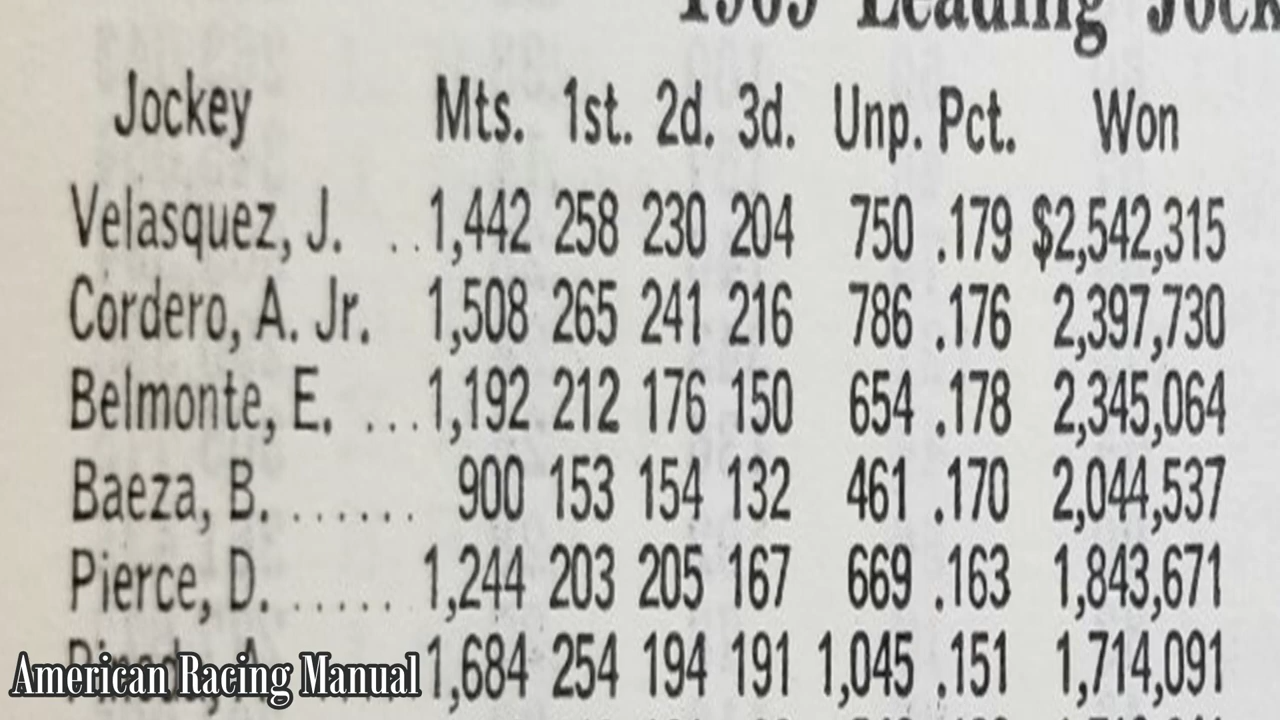 1969 Leading Jock
Jockey Mts. 1st. 2d. 3d. Unp. Pct. Won
Velasquez, J. ..1,442 258 230 204 750 .179 $2,542,315
Cordero, A. Jr. 1,508 265 241 216 786 .176 2,397,730
Belmonte, E. ...1,192 212 176 150 654 .178 2,345,064
Baeza, B. ...... 900 153 154 132 461 .170 2,044,537
Pierce, D. ...... 1,244 203 205 167 669 .163 1,843,671
1,684 254 194 191 1,045 .151 1,714,091
American Racing Manual